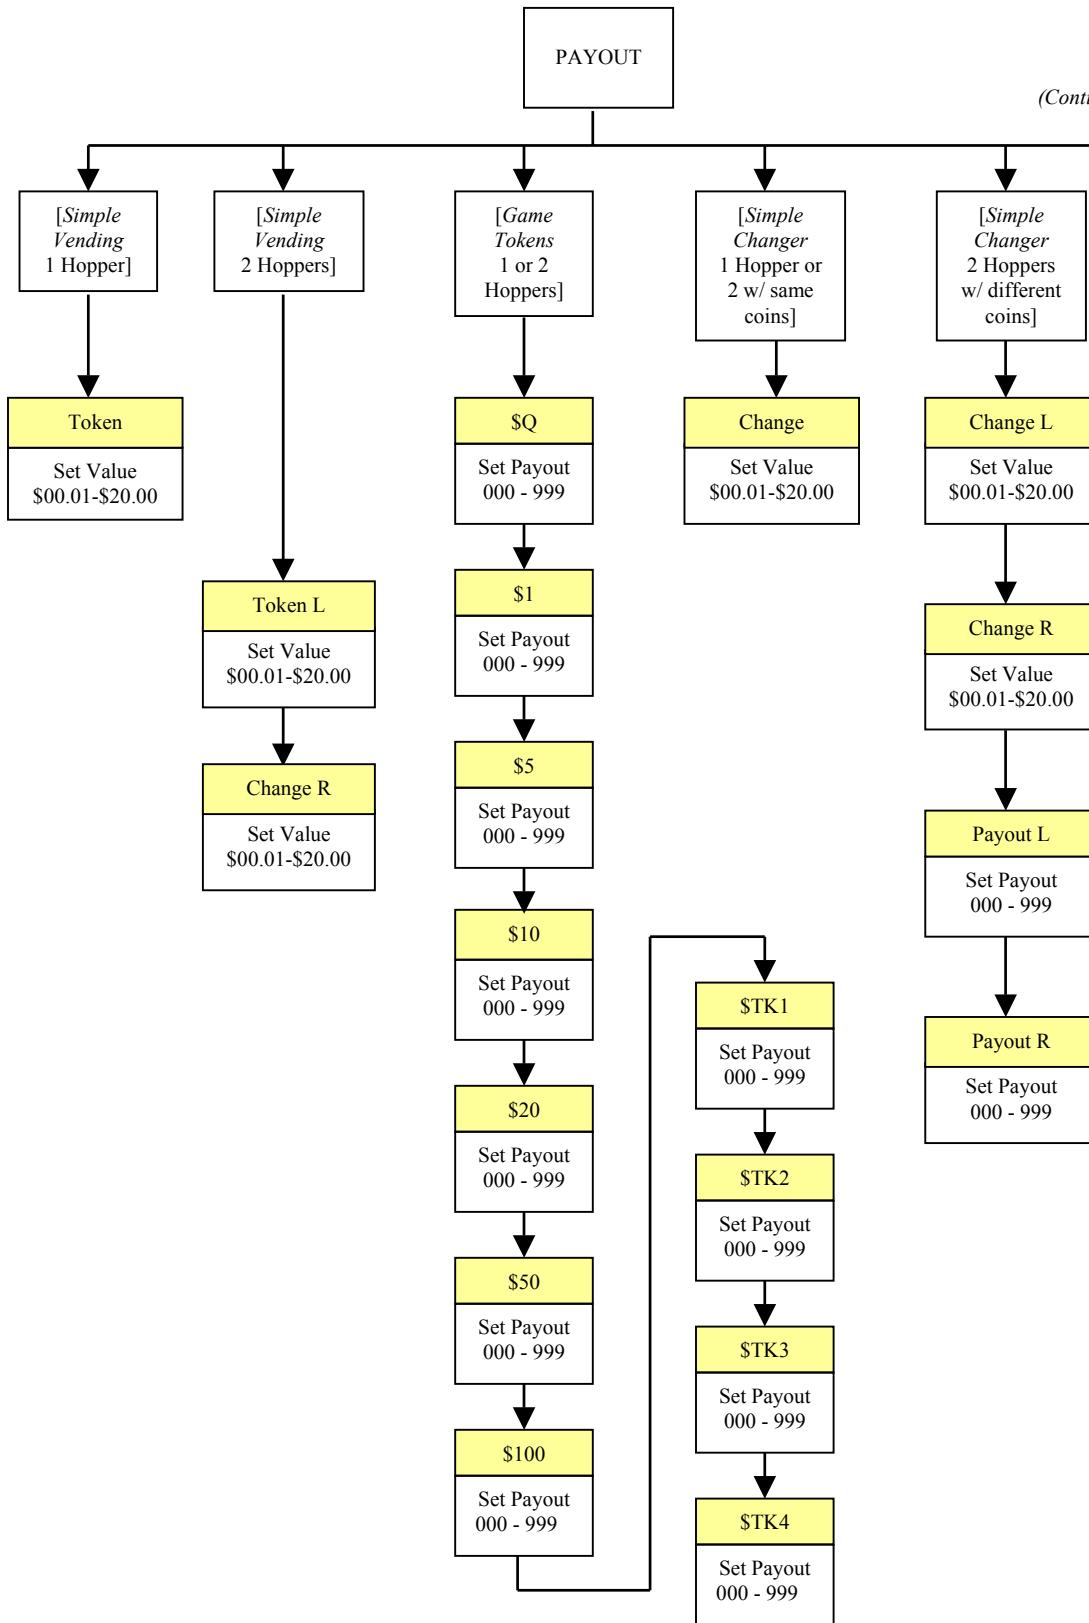 PAYOUT
(Conti
[Simple
Vending
1 Hopper]
[Simple
Vending
2 Hoppers]
[Game
Tokens
1 or 2
Hoppers]
[Simple
Changer
1 Hopper or
2 w/ same
coins]
[Simple
Changer
2 Hoppers
w/ different
coins]
Token
Set Value
$00.01-$20.00
Token L
Set Value
$00.01-$20.00
Change R
Set Value
$00.01-$20.00
$Q
Set Payout
000 - 999
$1
Set Payout
000 - 999
$5
Set Payout
000 - 999
$10
Set Payout
000 - 999
$20
Set Payout
000 - 999
$50
Set Payout
000 - 999
$100
Set Payout
000 - 999
$TK1
Set Payout
000 - 999
$TK2
Set Payout
000 - 999
$TK3
Set Payout
000 - 999
$TK4
Set Payout
000 - 999
Change
Set Value
$00.01-$20.00
Change L
Set Value
$00.01-$20.00
Change R
Set Value
$00.01-$20.00
Payout L
Set Payout
000 - 999
Payout R
Set Payout
000 - 999